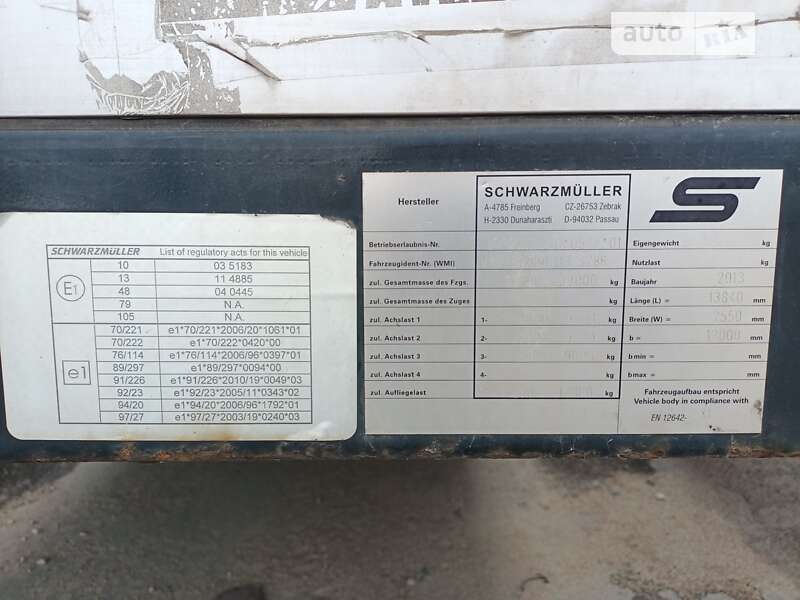 auto RIA
SCHWARZMÜLLER List of regulatory acts for this vehicle
E1
10 03 5183
13 11 4885
48 04 0445
79 N.A.
105 N.A.
e1
70/221 e1*70/221*2006/20*1061*01
70/222 e1*70/222*0420*00
76/114 e1*76/114*2006/96*0397*01
89/297 e1*89/297*0094*00
91/226 e1*91/226*2010/19*0049*03
92/23 e1*92/23*2005/11*0343*02
94/20 e1*94/20*2006/96*1792*01
97/27 e1*97/27*2003/19*0240*03
Hersteller
SCHWARZMÜLLER
A-4785 Freinberg CZ-26753 Zebrak
H-2330 Dunaharaszti D-94032 Passau
S
Betriebserlaubnis-Nr.
Fahrzeugident-Nr. (WMI)
zul. Gesamtmasse des Fzgs. kg
zul. Gesamtmasse des Zuges kg
zul. Achslast 1 1- kg
zul. Achslast 2 2- kg
zul. Achslast 3 3- kg
zul. Achslast 4 4- kg
zul. Aufliegelast kg
Eigengewicht kg
Nutzlast kg
Baujahr 2013
Länge (L) = 13840 mm
Breite (W) = 2550 mm
b = 12000 mm
b min = mm
b max = mm
Fahrzeugaufbau entspricht
Vehicle body in compliance with
EN 12642-